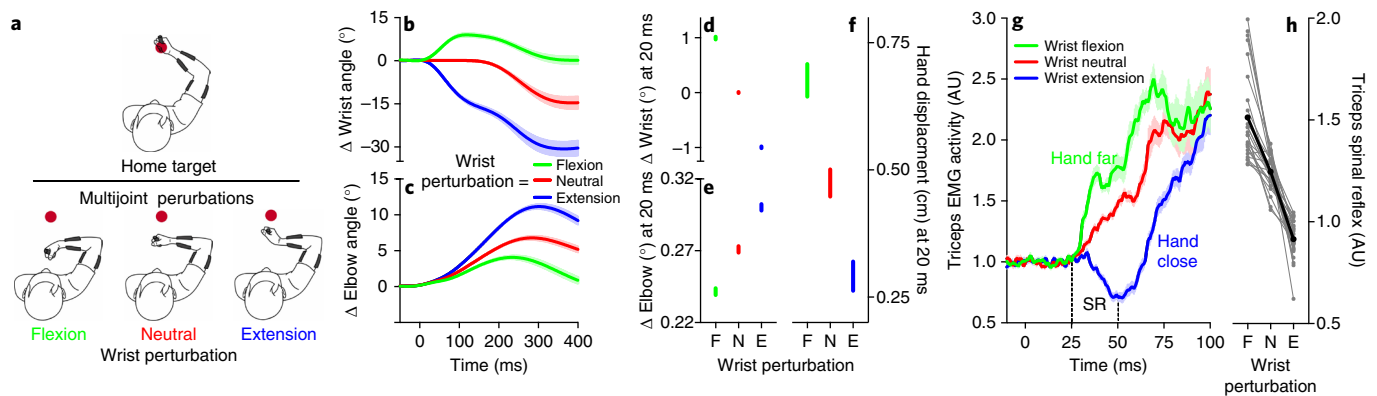 a
Home target
Multijoint perurbations
Flexion
Neutral
Extension
Wrist perturbation
b
Δ Wrist angle (°)
15
0
−15
−30
Wrist
perturbation =
Flexion
Neutral
Extension
c
Δ Elbow angle (°)
15
10
5
0
0
100
200
300
400
Time (ms)
d
Δ Wrist (°) at 20 ms
1
0
−1
e
Δ Elbow (°) at 20 ms
0.32
0.27
0.22
F N E
f
Hand displacement (cm) at 20 ms
0.75
0.50
0.25
F N E
Wrist perturbation
g
Triceps EMG activity (AU)
3.0
2.5
2.0
1.5
1.0
0.5
Wrist flexion
Wrist neutral
Wrist extension
Hand far
Hand
close
SR
0
25
50
75
100
Time (ms)
h
Triceps spinal reflex
(AU)
2.0
1.5
1.0
0.5
F N E
Wrist
perturbation